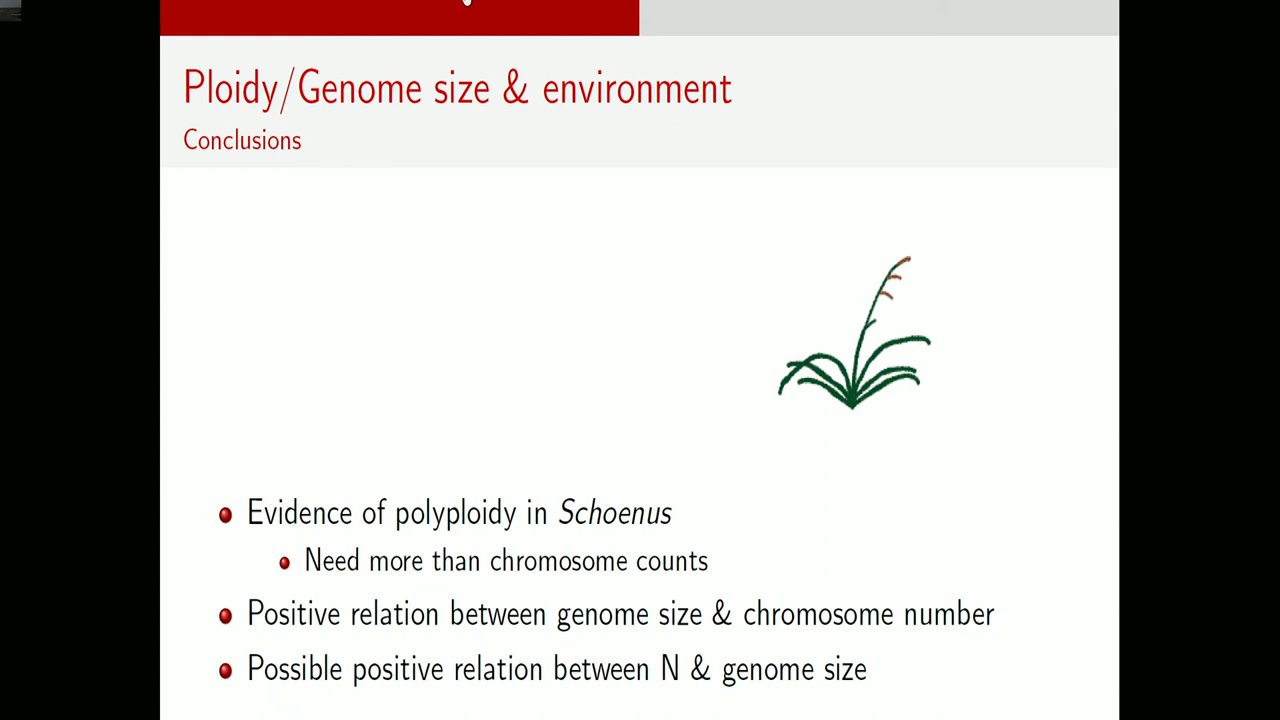 Ploidy/Genome size & environment
Conclusions
Evidence of polyploidy in Schoenus
Need more than chromosome counts
Positive relation between genome size & chromosome number
Possible positive relation between N & genome size